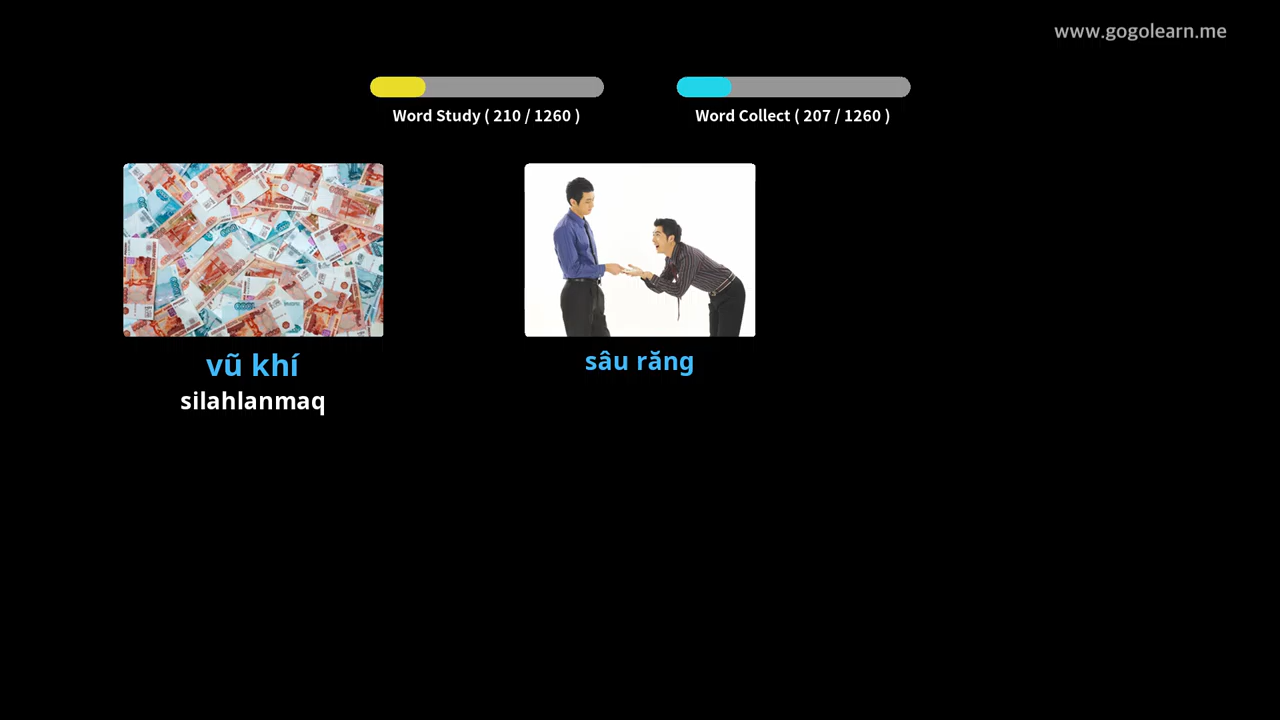 www.gogolearn.me
Word Study ( 210 / 1260 )
Word Collect ( 207 / 1260 )
vũ khí
silahlanmaq
sâu răng